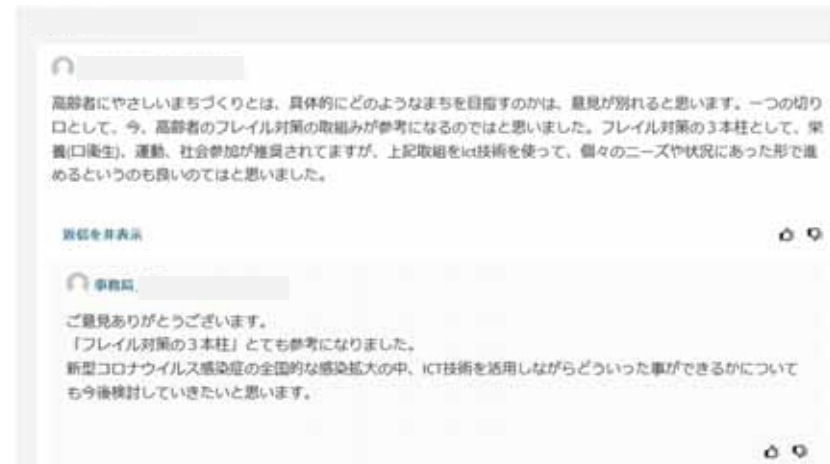 高齢者にやさしいまちづくりとは、具体的にどのようなまちを目指すのかは、意見が別れると思います。一つの切り
口として、今、高齢者のフレイル対策の取組みが参考になるのではと思いました。フレイル対策の3本柱として、栄
養(口衛生)、運動、社会参加が推奨されてますが、上記取組をict技術を使って、個々のニーズや状況にあった形で進
めるというのも良いのてはと思いました。
返信を非表示
事務局
ご意見ありがとうございます。
「フレイル対策の3本柱」とても参考になりました。
新型コロナウイルス感染症の全国的な感染拡大の中、ICT技術を活用しながらどういった事ができるかについて
も今後検討していきたいと思います。